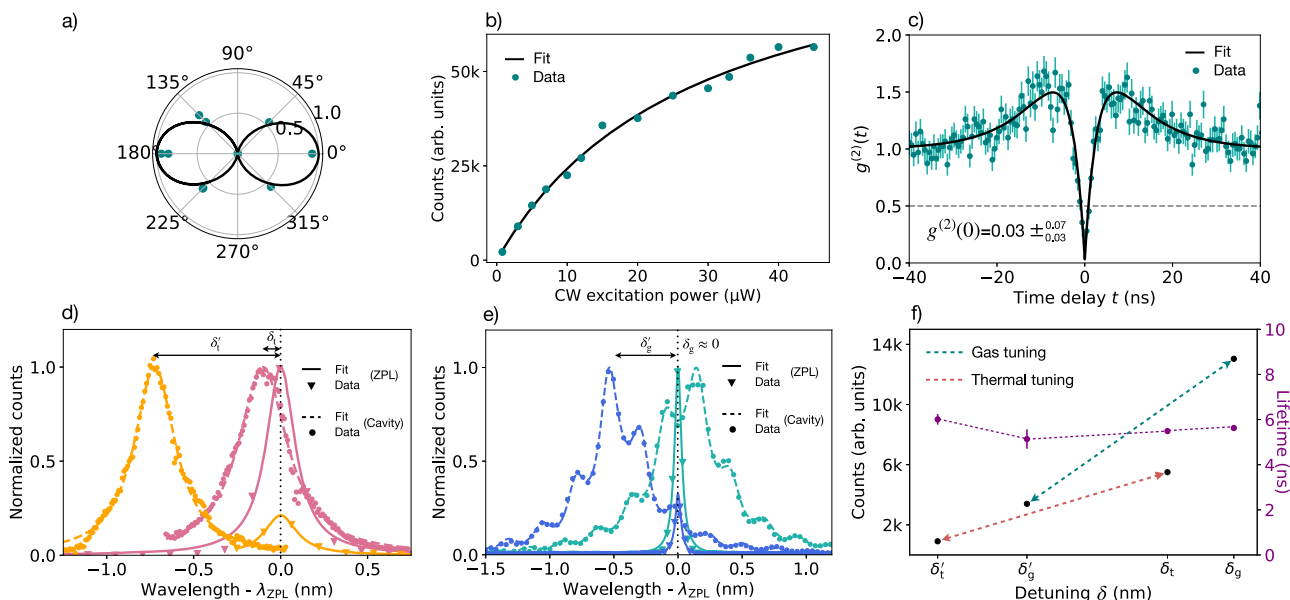 a)
90°
135°
45°
1.0
0.5
180°
0°
225°
315°
270°
b)
Counts (arb. units)
50k
25k
0
Fit
Data
0
10
20
30
40
CW excitation power (μW)
c)
g⁽²⁾(t)
2.0
1.5
1.0
0.5
0.0
Fit
Data
g⁽²⁾(0)=0.03 ±0.07 0.03
−40
−20
0
20
40
Time delay t (ns)
d)
Normalized counts
1.0
0.5
0.0
δ′t
δt
Fit (ZPL)
Data
Fit (Cavity)
Data
−1.0
−0.5
0.0
0.5
Wavelength - λZPL (nm)
e)
Normalized counts
1.0
0.5
0.0
δ′g
δg ≈ 0
Fit (ZPL)
Data
Fit (Cavity)
Data
−1.5
−1.0
−0.5
0.0
0.5
1.0
Wavelength - λZPL (nm)
f)
Counts (arb. units)
14k
10k
6k
2k
Gas tuning
Thermal tuning
10
8
6
4
2
0
Lifetime (ns)
δ′t
δ′g
δt
δg
Detuning δ (nm)